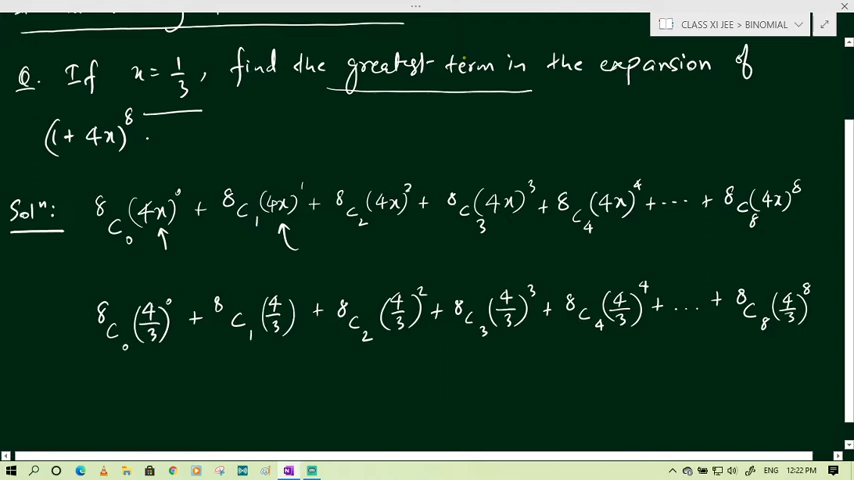 CLASS XI JEE > BINOMIAL
Q. If x = 1/3, find the greatest term in the expansion of
(1 + 4x)^8.
Solⁿ: 8C0 (4x)^0 + 8C1 (4x)^1 + 8C2 (4x)^2 + 8C3 (4x)^3 + 8C4 (4x)^4 + ... + 8C8 (4x)^8
8C0 (4/3)^0 + 8C1 (4/3) + 8C2 (4/3)^2 + 8C3 (4/3)^3 + 8C4 (4/3)^4 + ... + 8C8 (4/3)^8
ENG 12:22 PM